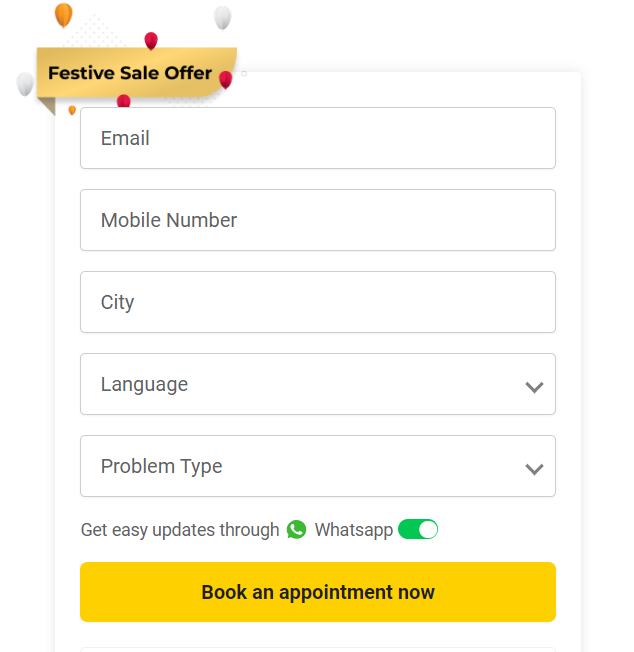 Festive Sale Offer
Email
Mobile Number
City
Language
Problem Type
Get easy updates through Whatsapp
Book an appointment now